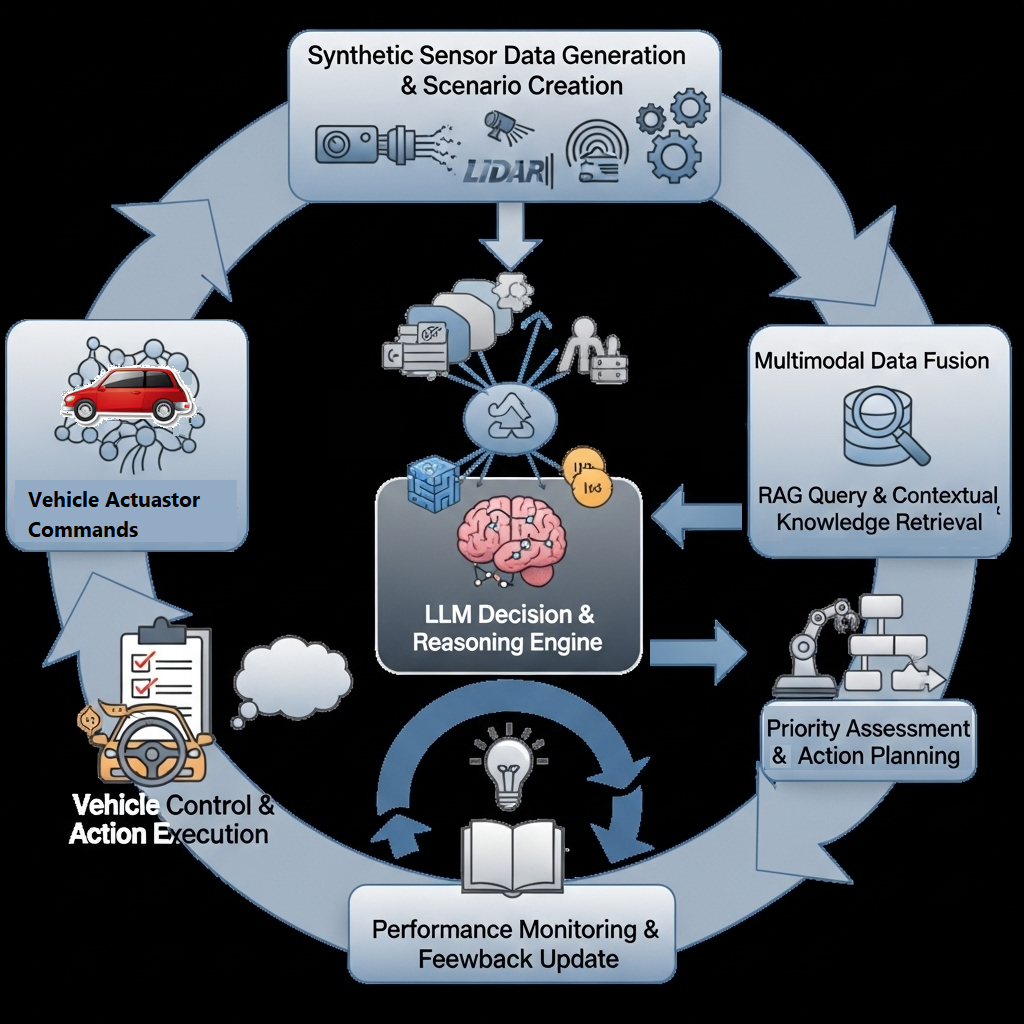 Synthetic Sensor Data Generation
& Scenario Creation
LIDAR
Multimodal Data Fusion
RAG Query & Contextual
Knowledge Retrieval
Vehicle Actuastor
Commands
LLM Decision &
Reasoning Engine
Priority Assessment
& Action Planning
Vehicle Control &
Action Execution
Performance Monitoring &
Feewback Update